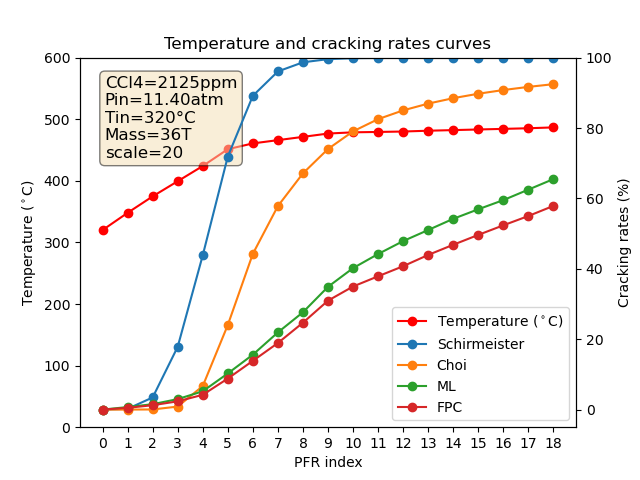 Temperature and cracking rates curves
CCl4=2125ppm
Pin=11.40atm
Tin=320°C
Mass=36T
scale=20
Temperature (°C)
600
500
400
300
200
100
0
Cracking rates (%)
100
80
60
40
20
0
Temperature (°C)
Schirmeister
Choi
ML
FPC
0 1 2 3 4 5 6 7 8 9 10 11 12 13 14 15 16 17 18
PFR index